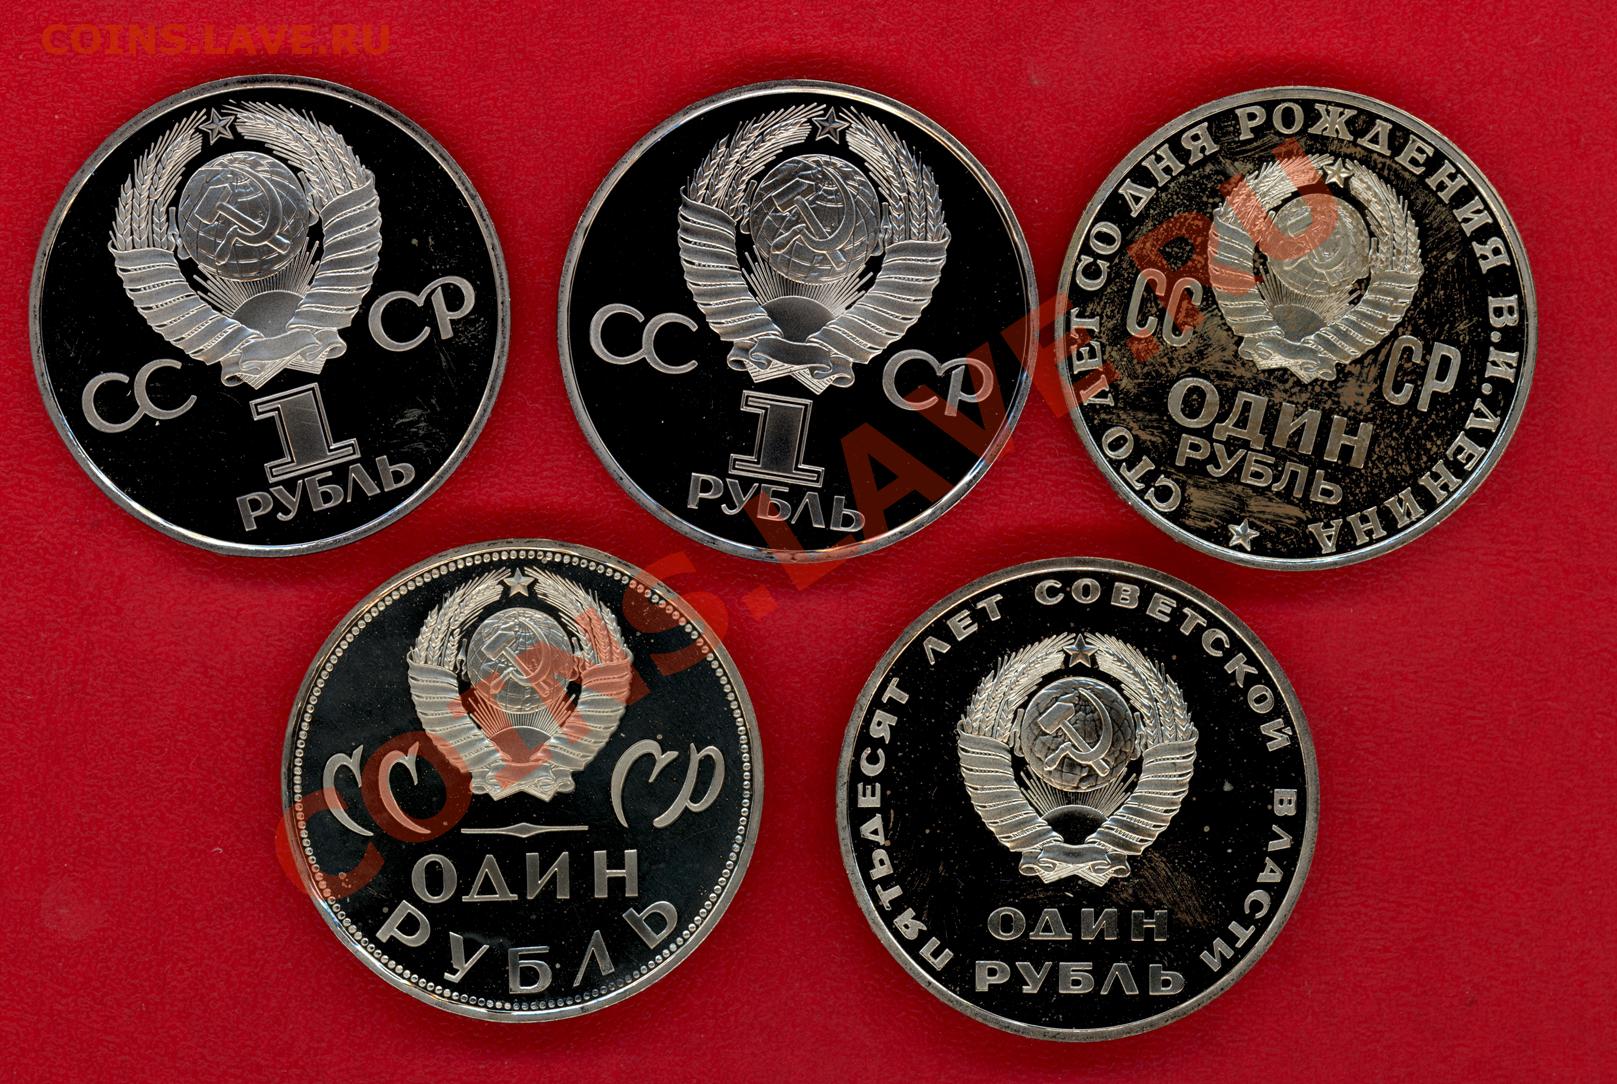 COINS.LAVE.RU
СС СР
1
РУБЛЬ
СС СР
1
РУБЛЬ
СТО ЛЕТ СО ДНЯ РОЖДЕНИЯ В.И.ЛЕНИНА
СС СР
ОДИН
РУБЛЬ
СС СР
ОДИН
РУБЛЬ
ПЯТЬДЕСЯТ ЛЕТ СОВЕТСКОЙ ВЛАСТИ
ОДИН
РУБЛЬ
COINS.LAVE.RU